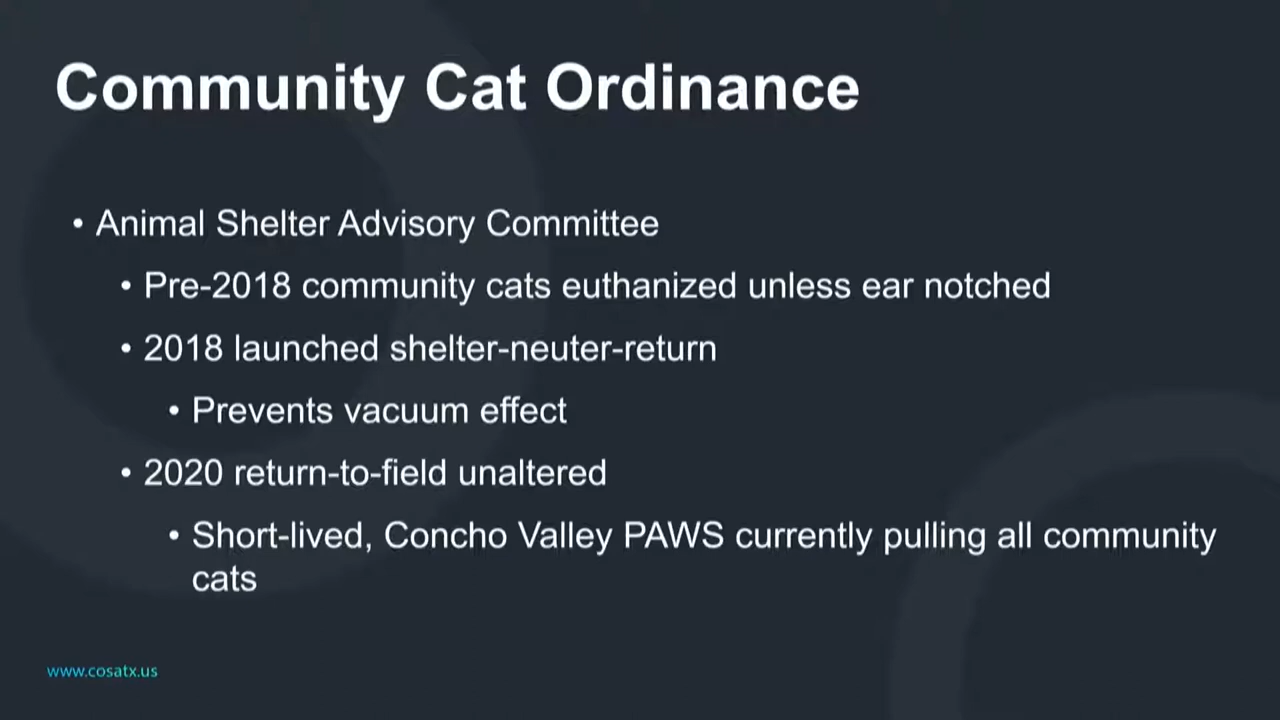 Community Cat Ordinance
• Animal Shelter Advisory Committee
• Pre-2018 community cats euthanized unless ear notched
• 2018 launched shelter-neuter-return
• Prevents vacuum effect
• 2020 return-to-field unaltered
• Short-lived, Concho Valley PAWS currently pulling all community
cats
www.cosatx.us